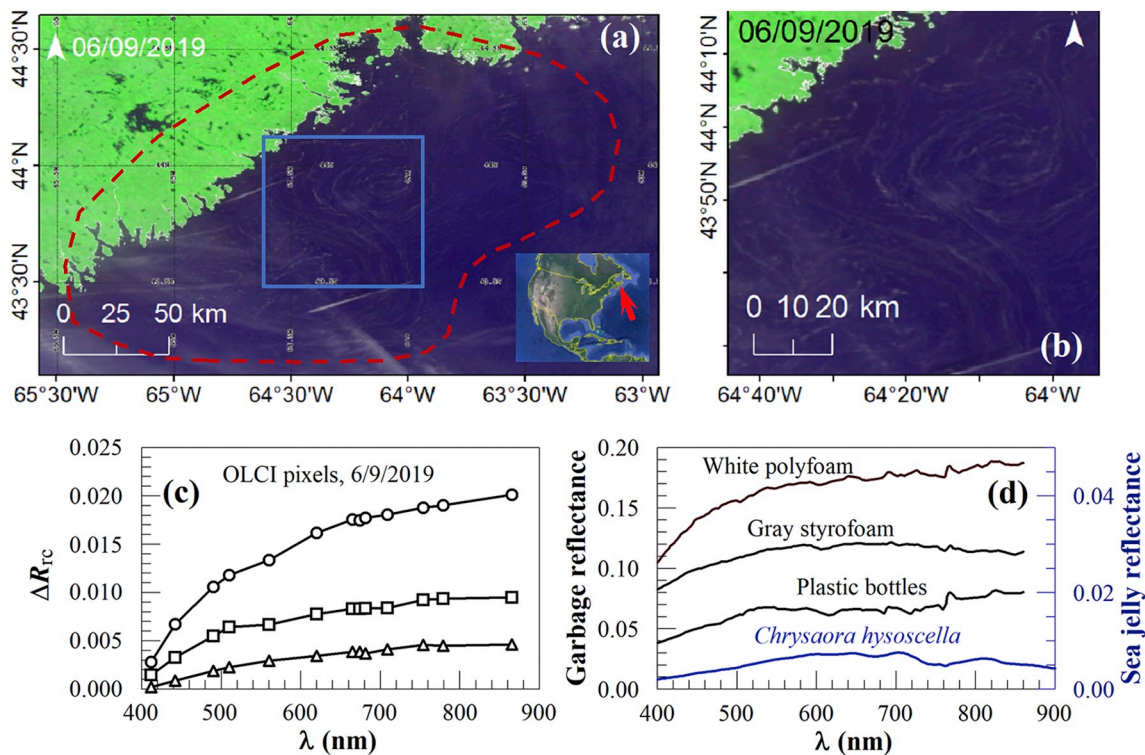 06/09/2019
(a)
44°30'N
44°N
43°30'N
0 25 50 km
65°30'W 65°W 64°30'W 64°W 63°30'W 63°W
06/09/2019
44°10'N
44°N
43°50'N
0 10 20 km
(b)
64°40'W 64°20'W 64°W
0.025
0.020
0.015
0.010
0.005
0.000
ΔRrc
(c)
OLCI pixels, 6/9/2019
400 500 600 700 800 900
λ (nm)
0.20
0.15
0.10
0.05
0.00
Garbage reflectance
(d)
White polyfoam
Gray styrofoam
Plastic bottles
Chrysaora hysoscella
0.04
0.02
0.00
Sea jelly reflectance
400 500 600 700 800 900
λ (nm)